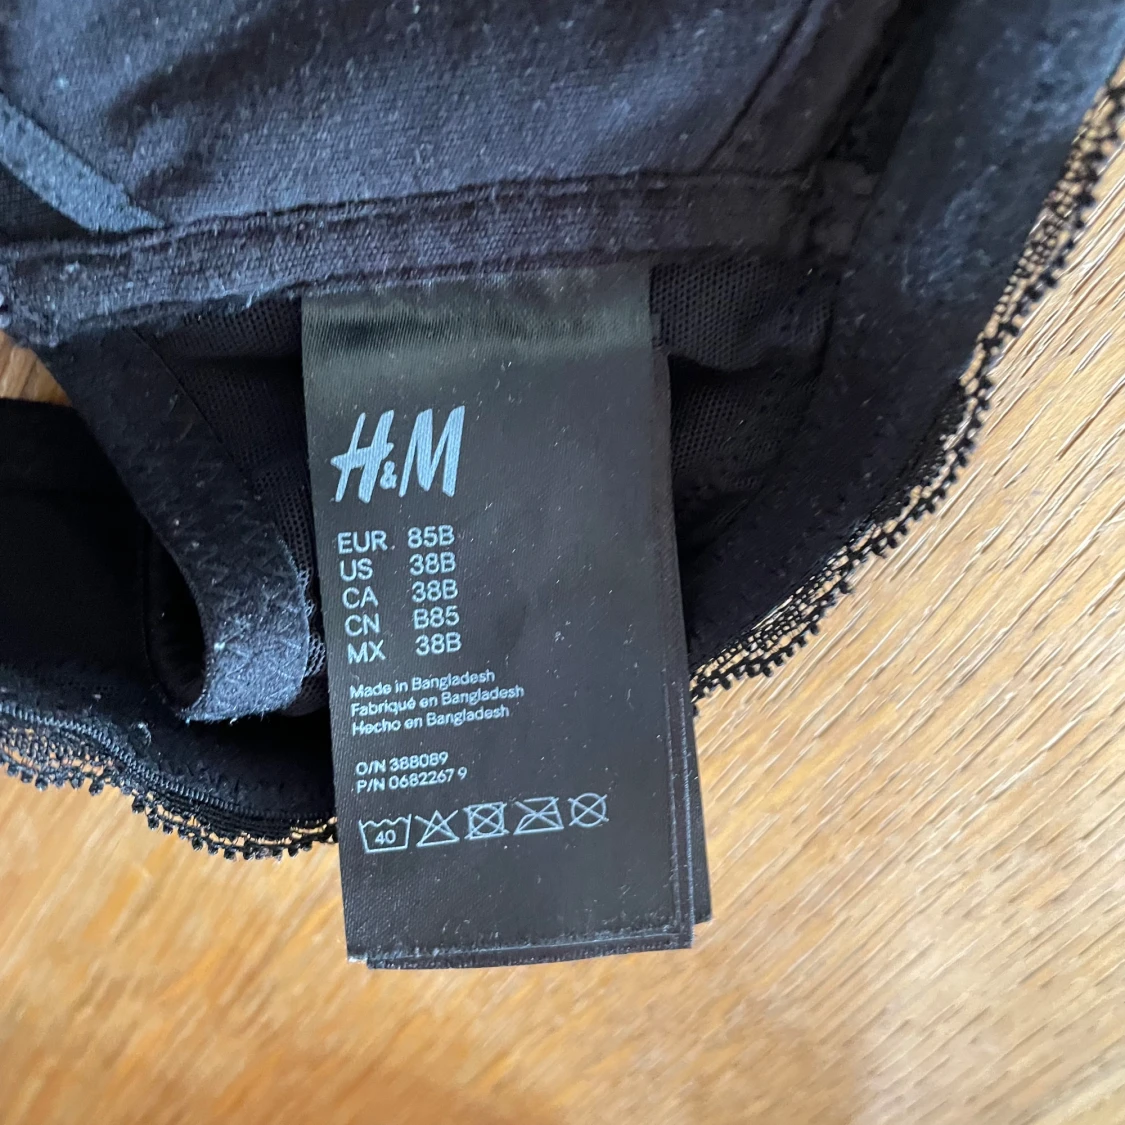 H&M
EUR 85B
US 38B
CA 38B
CN B85
MX 38B
Made in Bangladesh
Fabriqué en Bangladesh
Hecho en Bangladesh
O/N 388089
P/N 0682267 9
40